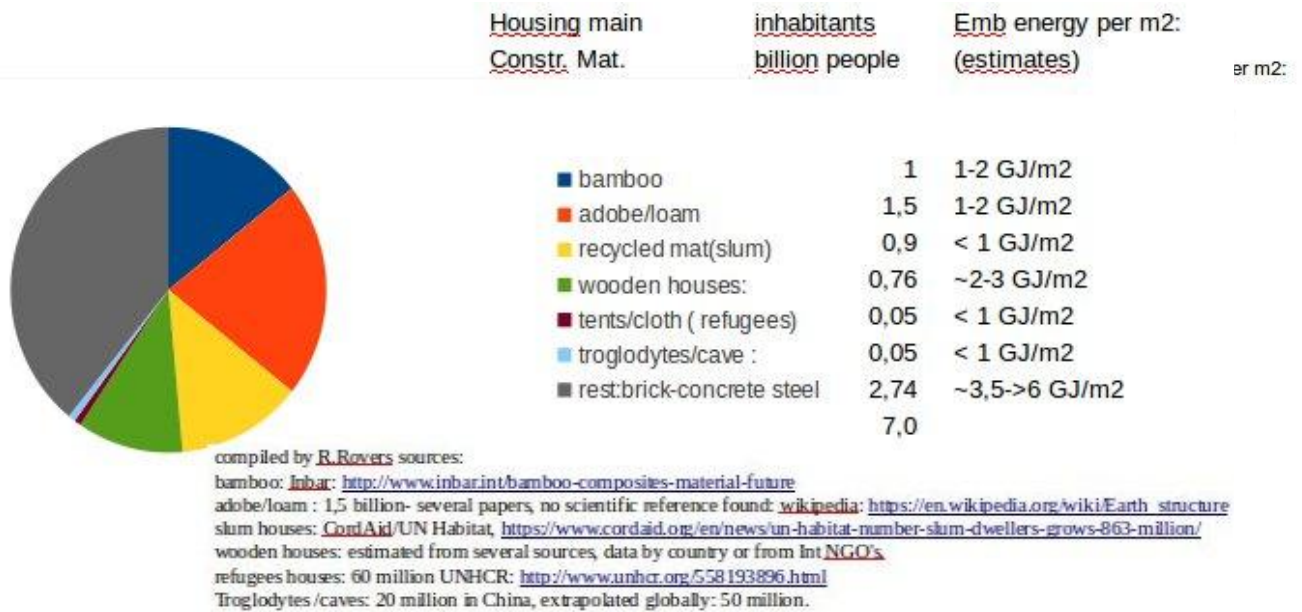 Housing main inhabitants Emb energy per m2:
Constr. Mat. billion people (estimates)
er m2:
bamboo 1 1-2 GJ/m2
adobe/loam 1,5 1-2 GJ/m2
recycled mat(slum) 0,9 < 1 GJ/m2
wooden houses: 0,76 ~2-3 GJ/m2
tents/cloth ( refugees) 0,05 < 1 GJ/m2
troglodytes/cave : 0,05 < 1 GJ/m2
rest:brick-concrete steel 2,74 ~3,5->6 GJ/m2
7,0
compiled by R.Rovers sources:
bamboo: Inbar: http://www.inbar.int/bamboo-composites-material-future
adobe/loam : 1,5 billion- several papers, no scientific reference found: wikipedia: https://en.wikipedia.org/wiki/Earth_structure
slum houses: CordAid/UN Habitat, https://www.cordaid.org/en/news/un-habitat-number-slum-dwellers-grows-863-million/
wooden houses: estimated from several sources, data by country or from Int NGO's.
refugees houses: 60 million UNHCR: http://www.unhcr.org/558193896.html
Troglodytes /caves: 20 million in China, extrapolated globally: 50 million.